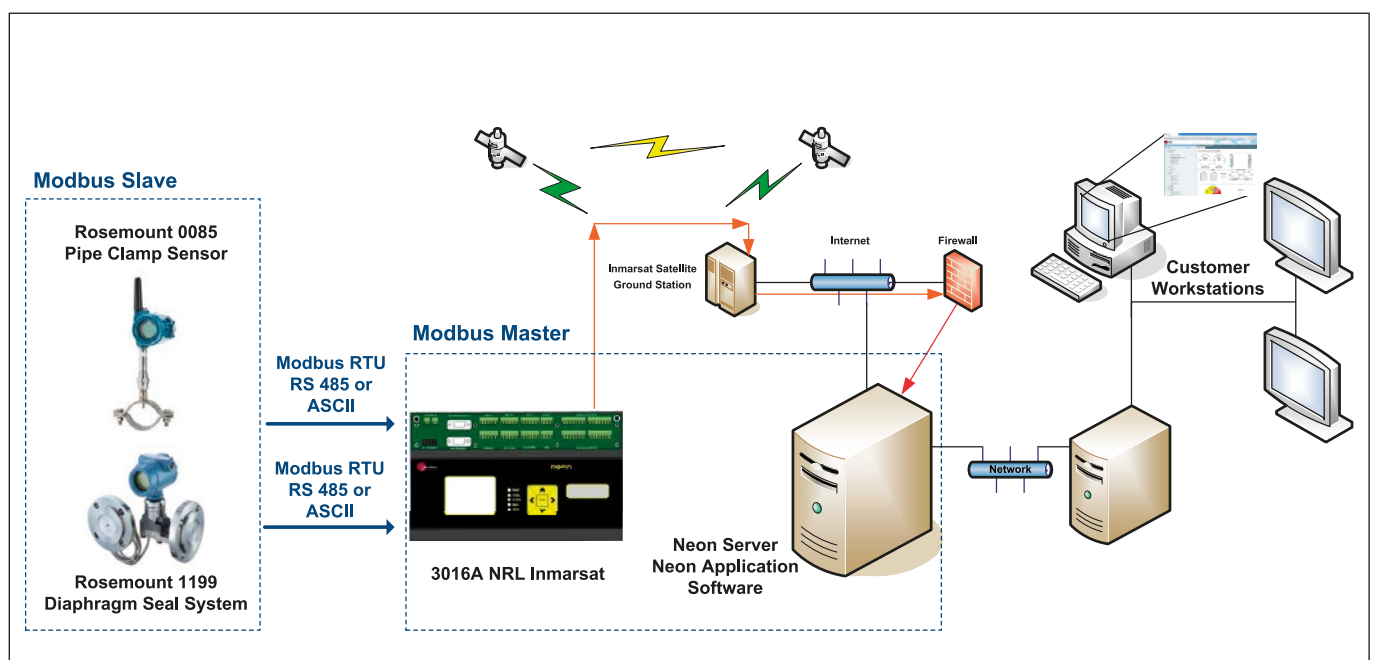 Modbus Slave
Rosemount 0085
Pipe Clamp Sensor
Rosemount 1199
Diaphragm Seal System
Modbus RTU
RS 485 or
ASCII
Modbus RTU
RS 485 or
ASCII
Modbus Master
3016A NRL Inmarsat
Inmarsat Satellite
Ground Station
Internet
Firewall
Neon Server
Neon Application
Software
Network
Customer
Workstations